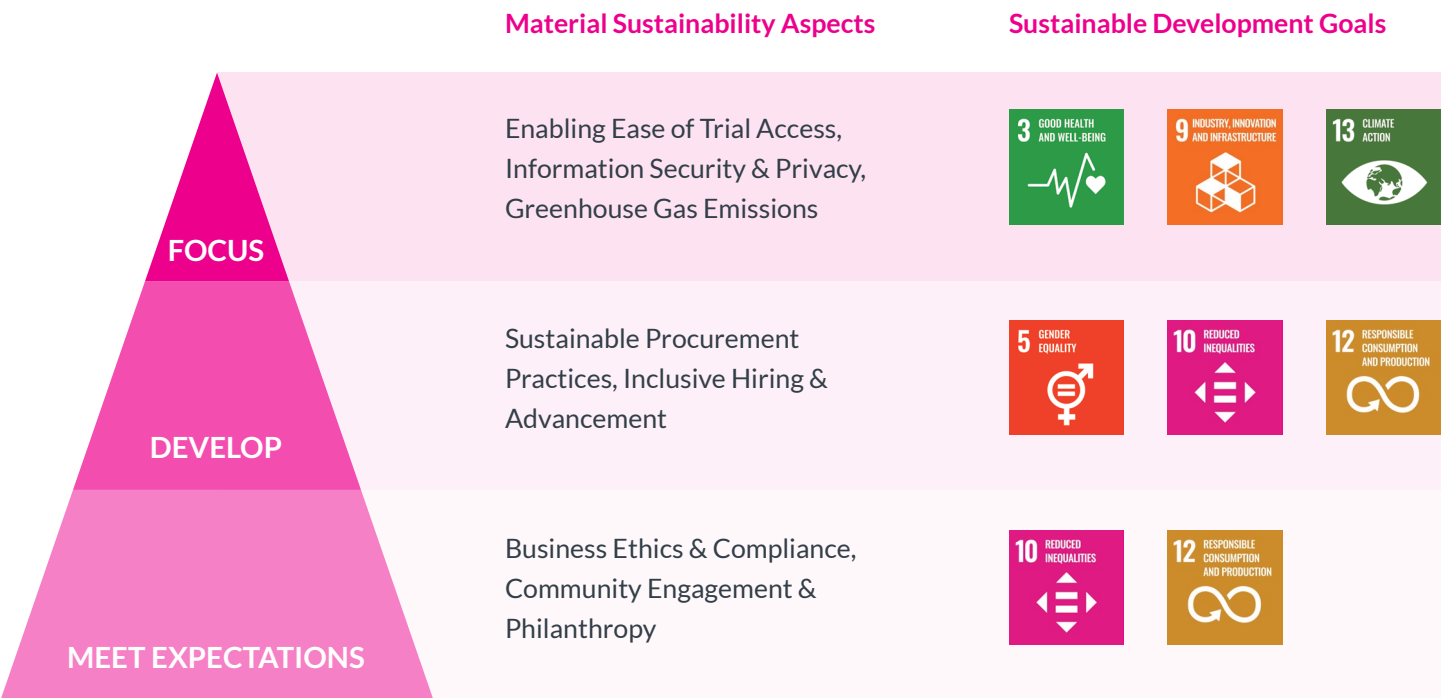 Material Sustainability Aspects
Sustainable Development Goals
FOCUS
Enabling Ease of Trial Access,
Information Security & Privacy,
Greenhouse Gas Emissions
3 GOOD HEALTH
AND WELL-BEING
9 INDUSTRY, INNOVATION
AND INFRASTRUCTURE
13 CLIMATE
ACTION
DEVELOP
Sustainable Procurement
Practices, Inclusive Hiring &
Advancement
5 GENDER
EQUALITY
10 REDUCED
INEQUALITIES
12 RESPONSIBLE
CONSUMPTION
AND PRODUCTION
MEET EXPECTATIONS
Business Ethics & Compliance,
Community Engagement &
Philanthropy
10 REDUCED
INEQUALITIES
12 RESPONSIBLE
CONSUMPTION
AND PRODUCTION